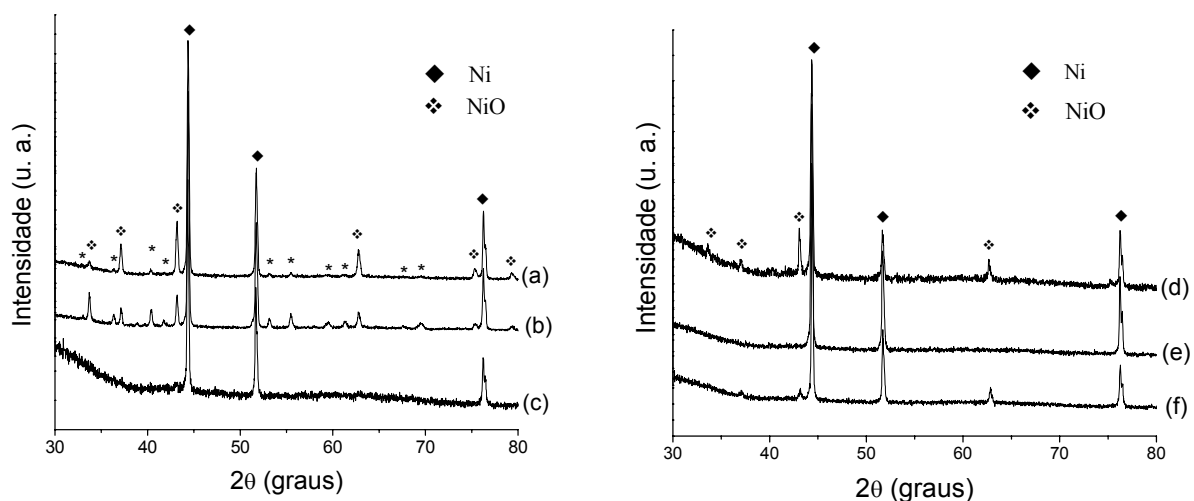 Intensidade (u. a.)
◆ Ni
❖ NiO
(a)
(b)
(c)
30 40 50 60 70 80
2θ (graus)
Intensidade (u. a.)
◆ Ni
❖ NiO
(d)
(e)
(f)
30 40 50 60 70 80
2θ (graus)